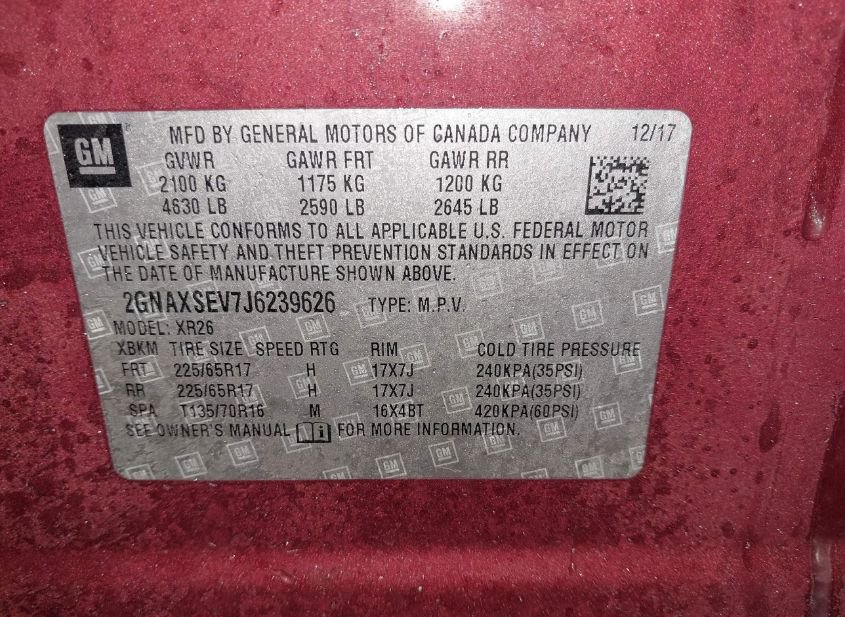 GM MFD BY GENERAL MOTORS OF CANADA COMPANY 12/17
GVWR GAWR FRT GAWR RR
2100 KG 1175 KG 1200 KG
4630 LB 2590 LB 2645 LB
THIS VEHICLE CONFORMS TO ALL APPLICABLE U.S. FEDERAL MOTOR
VEHICLE SAFETY AND THEFT PREVENTION STANDARDS IN EFFECT ON
THE DATE OF MANUFACTURE SHOWN ABOVE.
2GNAXSEV7J6239626 TYPE: M.P.V.
MODEL: XR26
XBKM TIRE SIZE SPEED RTG RIM COLD TIRE PRESSURE
FRT 225/65R17 H 17X7J 240KPA(35PSI)
RR 225/65R17 H 17X7J 240KPA(35PSI)
SPA T135/70R16 M 16X4BT 420KPA(60PSI)
SEE OWNER'S MANUAL i FOR MORE INFORMATION.